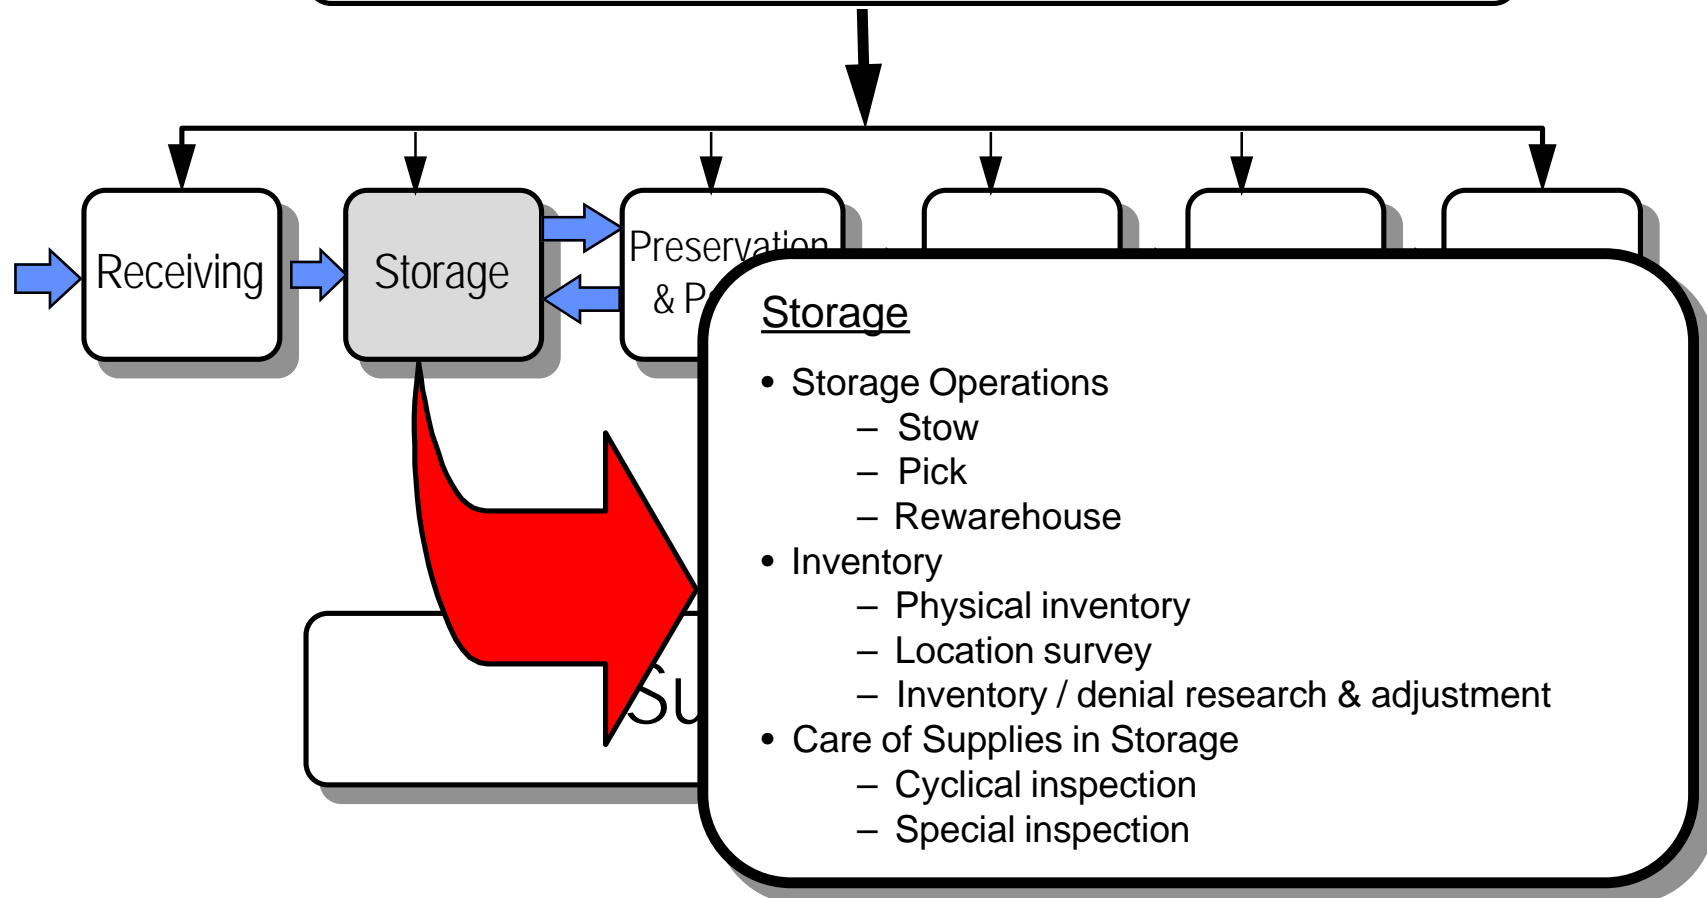 Receiving
Storage
Preservation
&
Storage
• Storage Operations
– Stow
– Pick
– Rewarehouse
• Inventory
– Physical inventory
– Location survey
– Inventory / denial research & adjustment
• Care of Supplies in Storage
– Cyclical inspection
– Special inspection